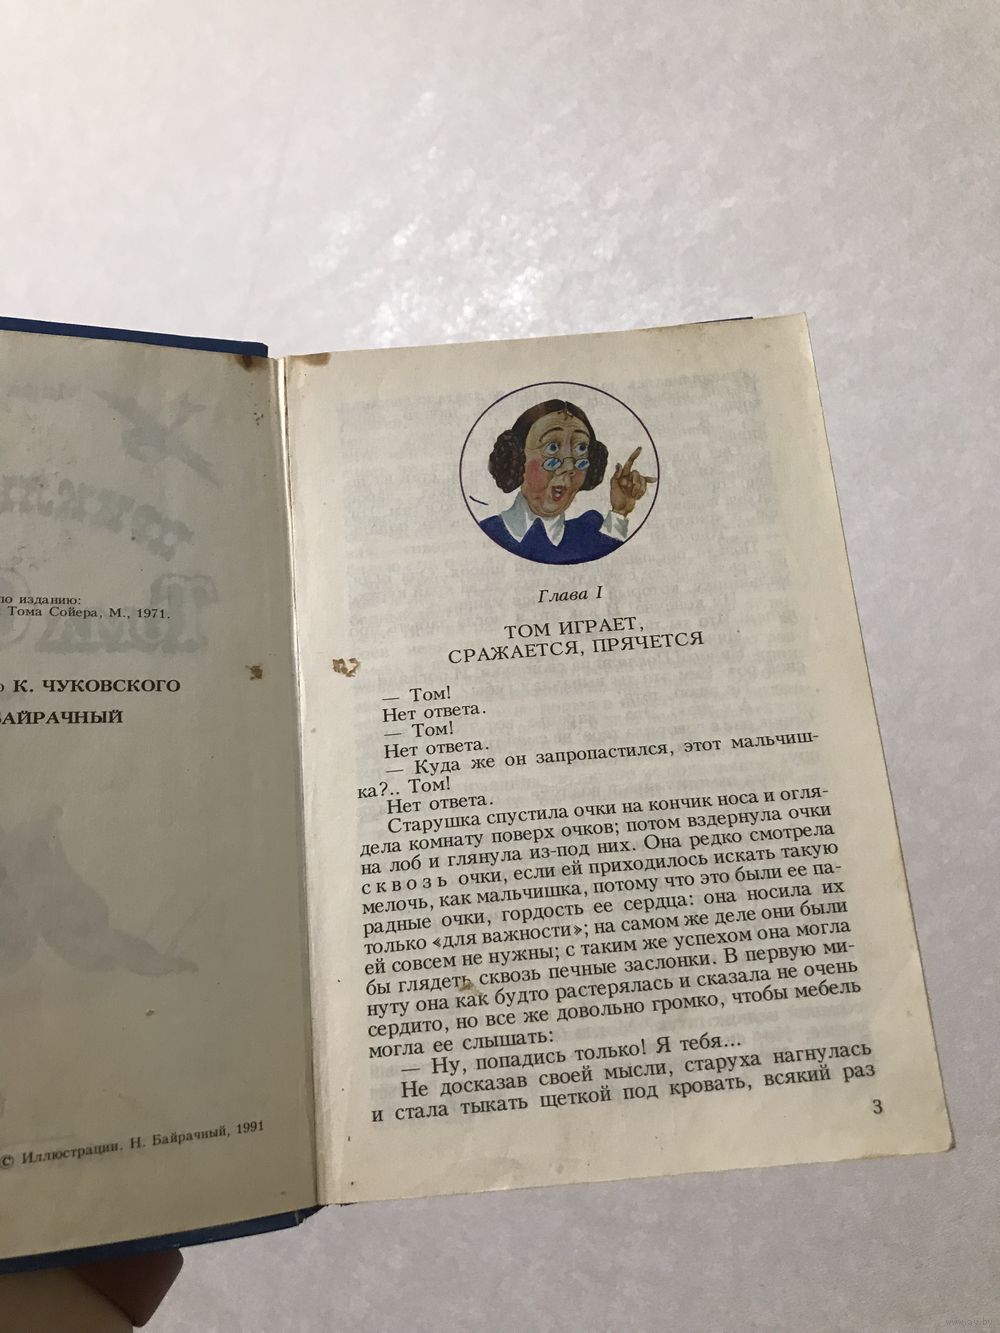 по изданию:
Тома Сойера, М., 1971.
К. ЧУКОВСКОГО
БАЙРАЧНЫЙ
© Иллюстрации. Н. Байрачный, 1991
Глава I
ТОМ ИГРАЕТ,
СРАЖАЕТСЯ, ПРЯЧЕТСЯ
— Том!
Нет ответа.
— Том!
Нет ответа.
— Куда же он запропастился, этот мальчиш-
ка?.. Том!
Нет ответа.
Старушка спустила очки на кончик носа и огля-
дела комнату поверх очков; потом вздернула очки
на лоб и глянула из-под них. Она редко смотрела
сквозь очки, если ей приходилось искать такую
мелочь, как мальчишка, потому что это были ее па-
радные очки, гордость ее сердца: она носила их
только «для важности»; на самом же деле они были
ей совсем не нужны; с таким же успехом она могла
бы глядеть сквозь печные заслонки. В первую ми-
нуту она как будто растерялась и сказала не очень
сердито, но все же довольно громко, чтобы мебель
могла ее слышать:
— Ну, попадись только! Я тебя...
Не досказав своей мысли, старуха нагнулась
и стала тыкать щеткой под кровать, всякий раз
3